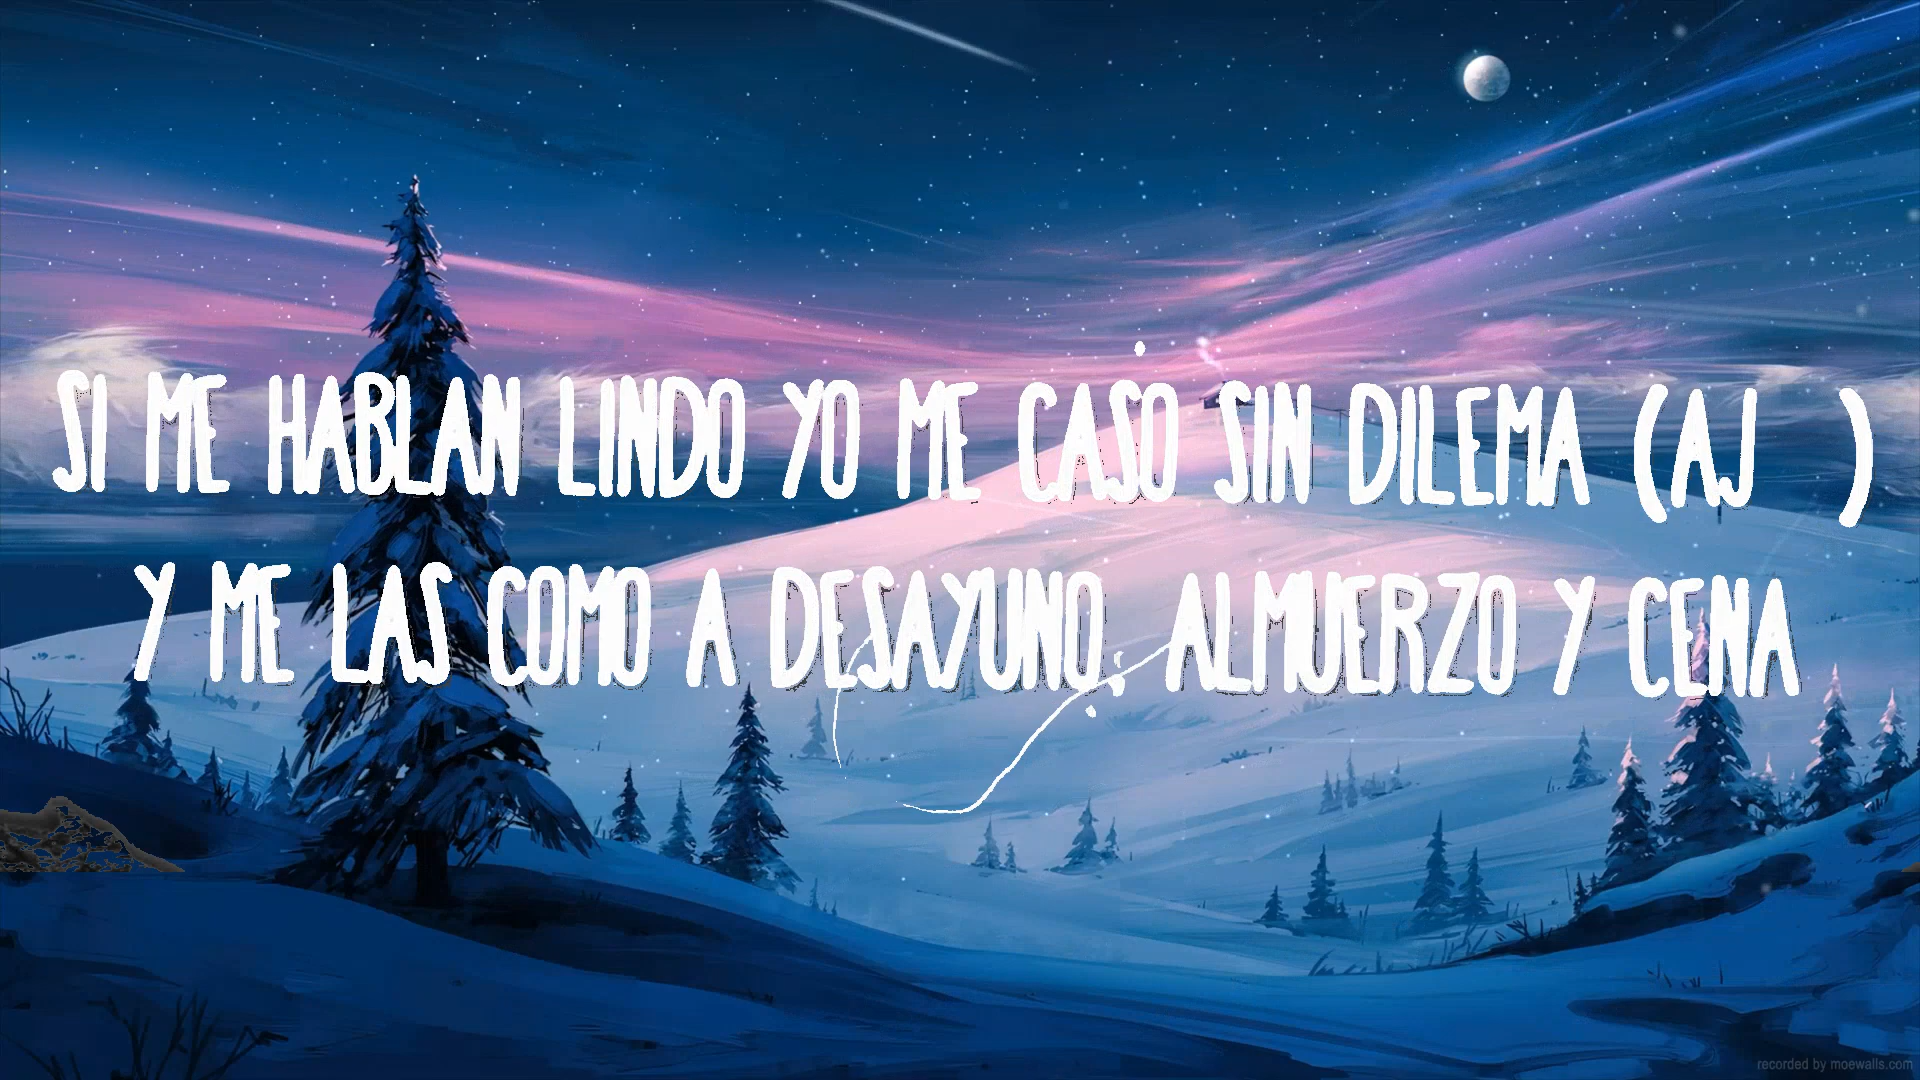 SI ME HABLAN LINDO YO ME CASO SIN DILEMA (AJ  )
Y ME LAS COMO A DESAYUNO, ALMUERZO Y CENA
recorded by moewalls.com